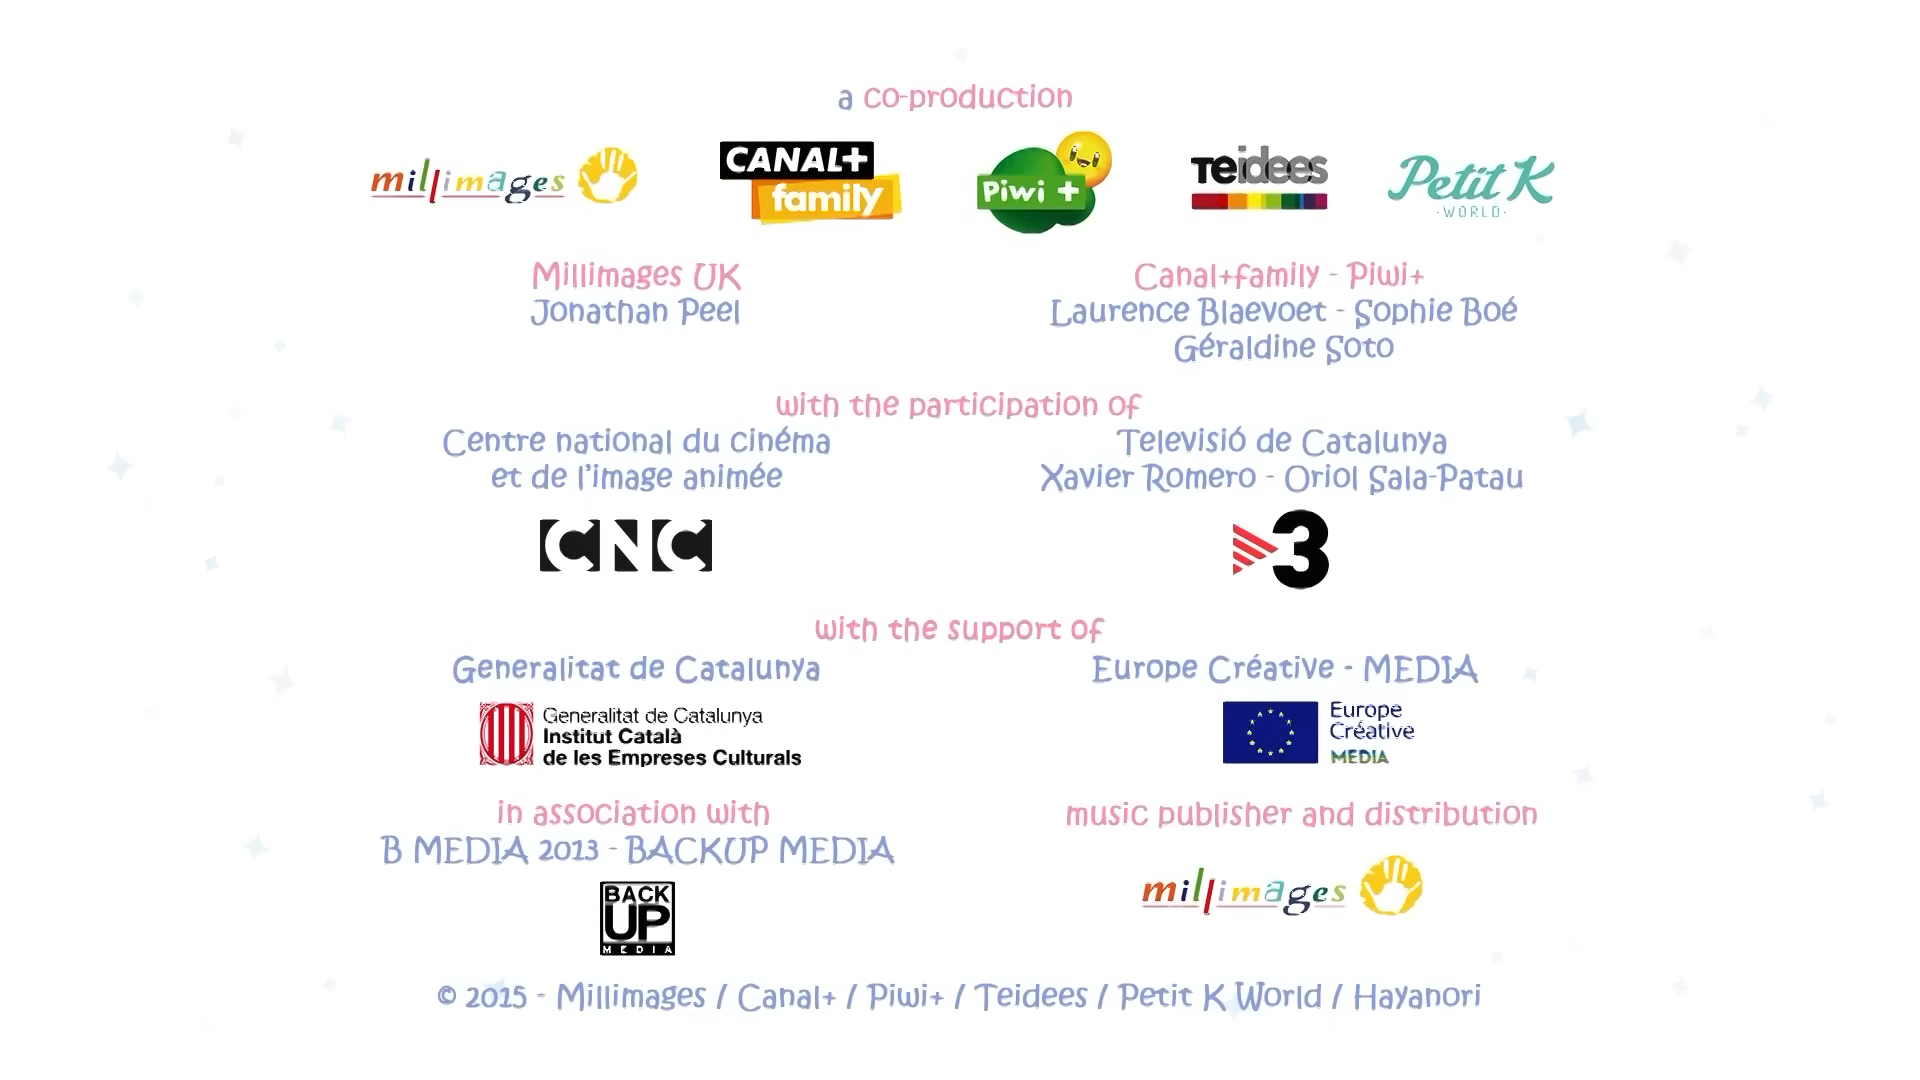 a co-production
millimages
CANAL+
family
Piwi +
Teidees
Petit K
·WORLD·
Millimages UK
Jonathan Peel
Canal+family - Piwi+
Laurence Blaevoet - Sophie Boé
Géraldine Soto
with the participation of
Centre national du cinéma
et de l'image animée
Televisió de Catalunya
Xavier Romero - Oriol Sala-Patau
CNC
3
with the support of
Generalitat de Catalunya
Generalitat de Catalunya
Institut Català
de les Empreses Culturals
Europe Créative - MEDIA
Europe
Créative
MEDIA
in association with
B MEDIA 2013 - BACKUP MEDIA
BACK
UP
MEDIA
music publisher and distribution
millimages
© 2015 - Millimages / Canal+ / Piwi+ / Teidees / Petit K World / Hayanori